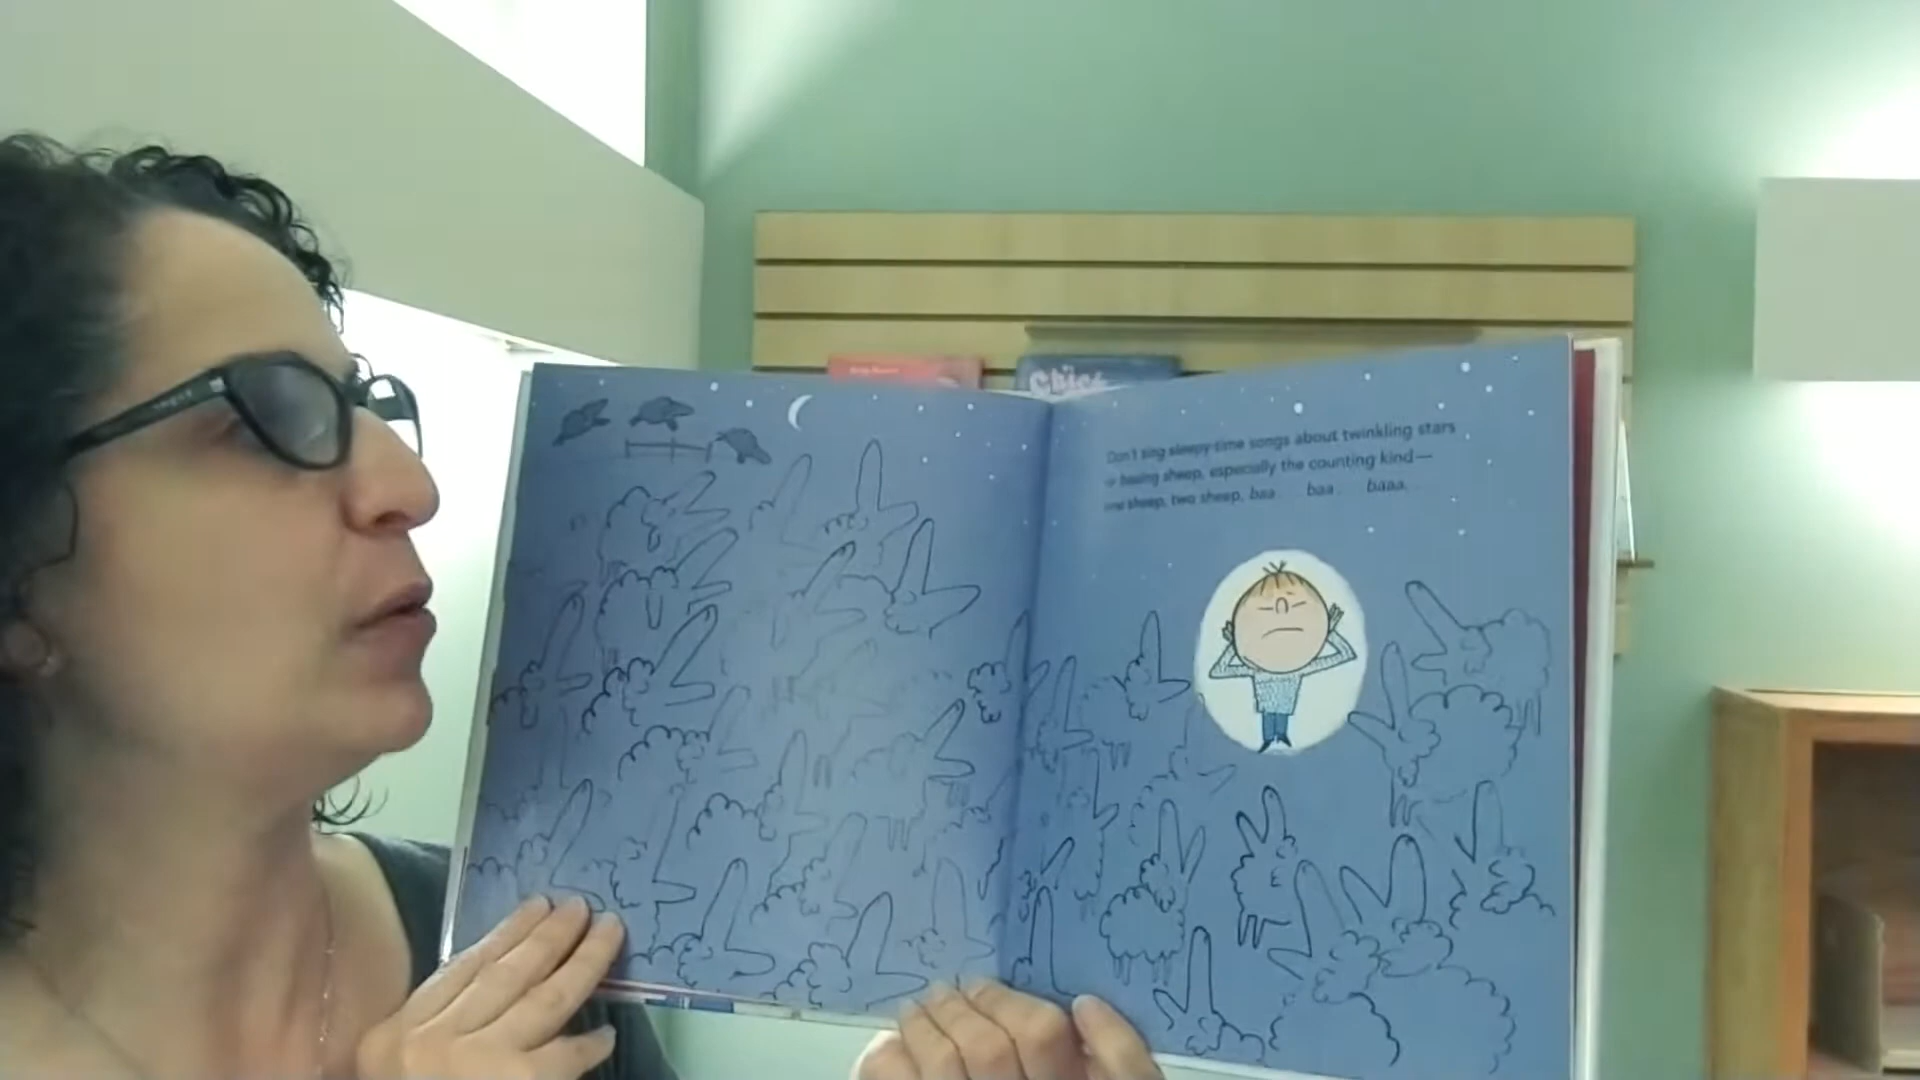 Chick
Don't sing sleepy-time songs about twinkling stars
or baaing sheep, especially the counting kind—
one sheep, two sheep, baa... baa... baaa...